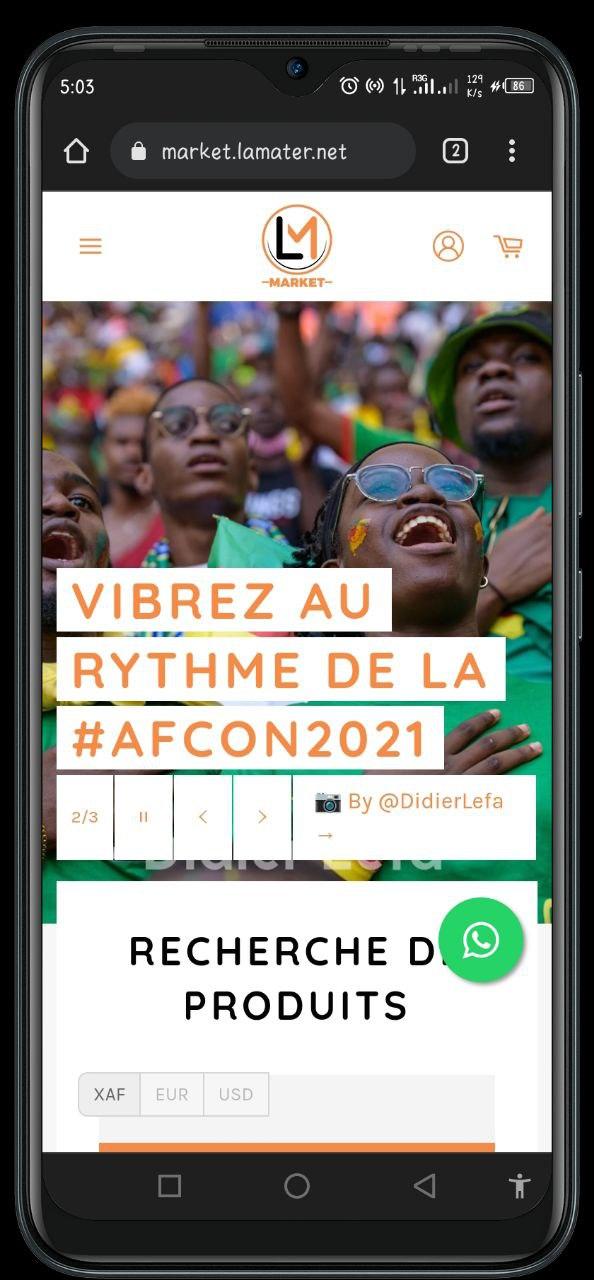 5:03
R3G
129
K/s
86
market.lamater.net
2
LM
-MARKET-
VIBREZ AU
RYTHME DE LA
#AFCON2021
2/3
📷 By @DidierLefa
→
Didier Lefa
RECHERCHE D
PRODUITS
XAF EUR USD